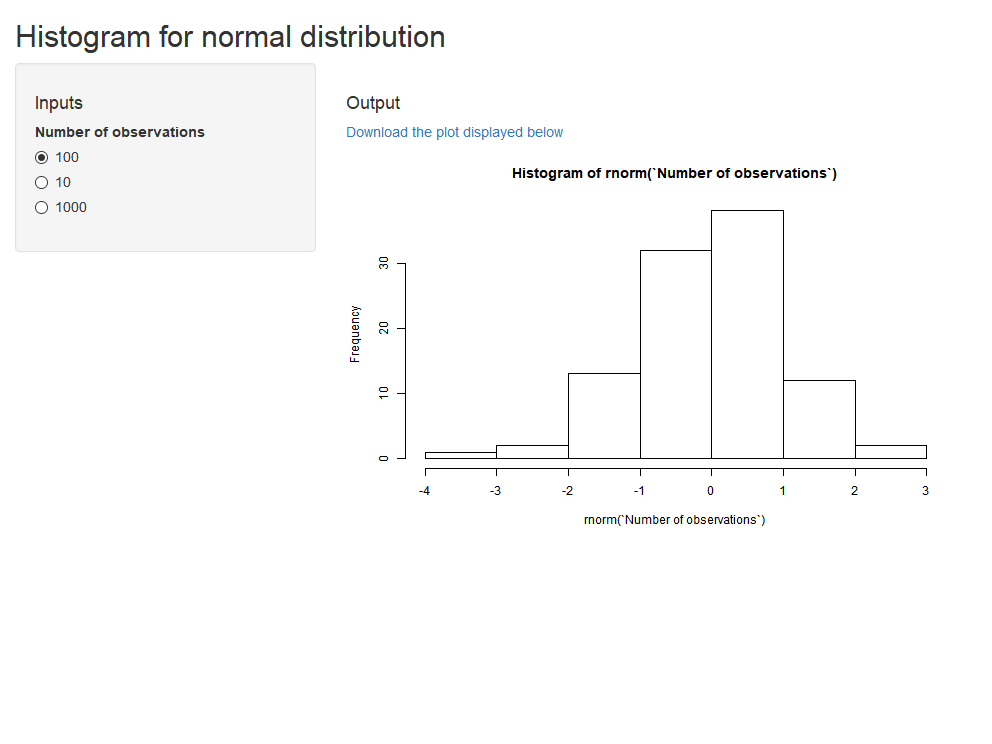 Histogram for normal distribution
Inputs
Number of observations
100
10
1000
Output
Download the plot displayed below
Histogram of rnorm(`Number of observations`)
Frequency
30
20
10
0
-4 -3 -2 -1 0 1 2 3
rnorm(`Number of observations`)